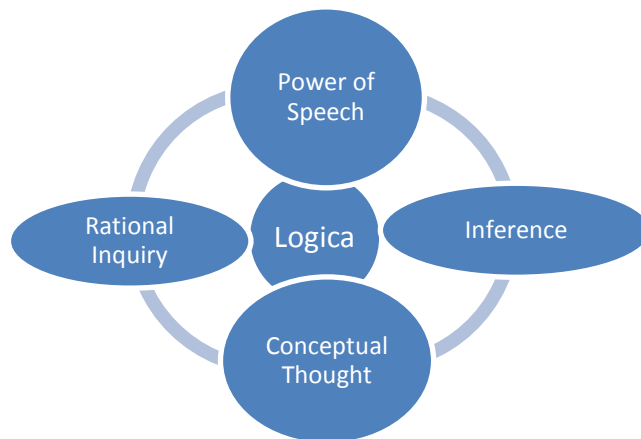 Power of
Speech
Rational
Inquiry
Logica
Inference
Conceptual
Thought